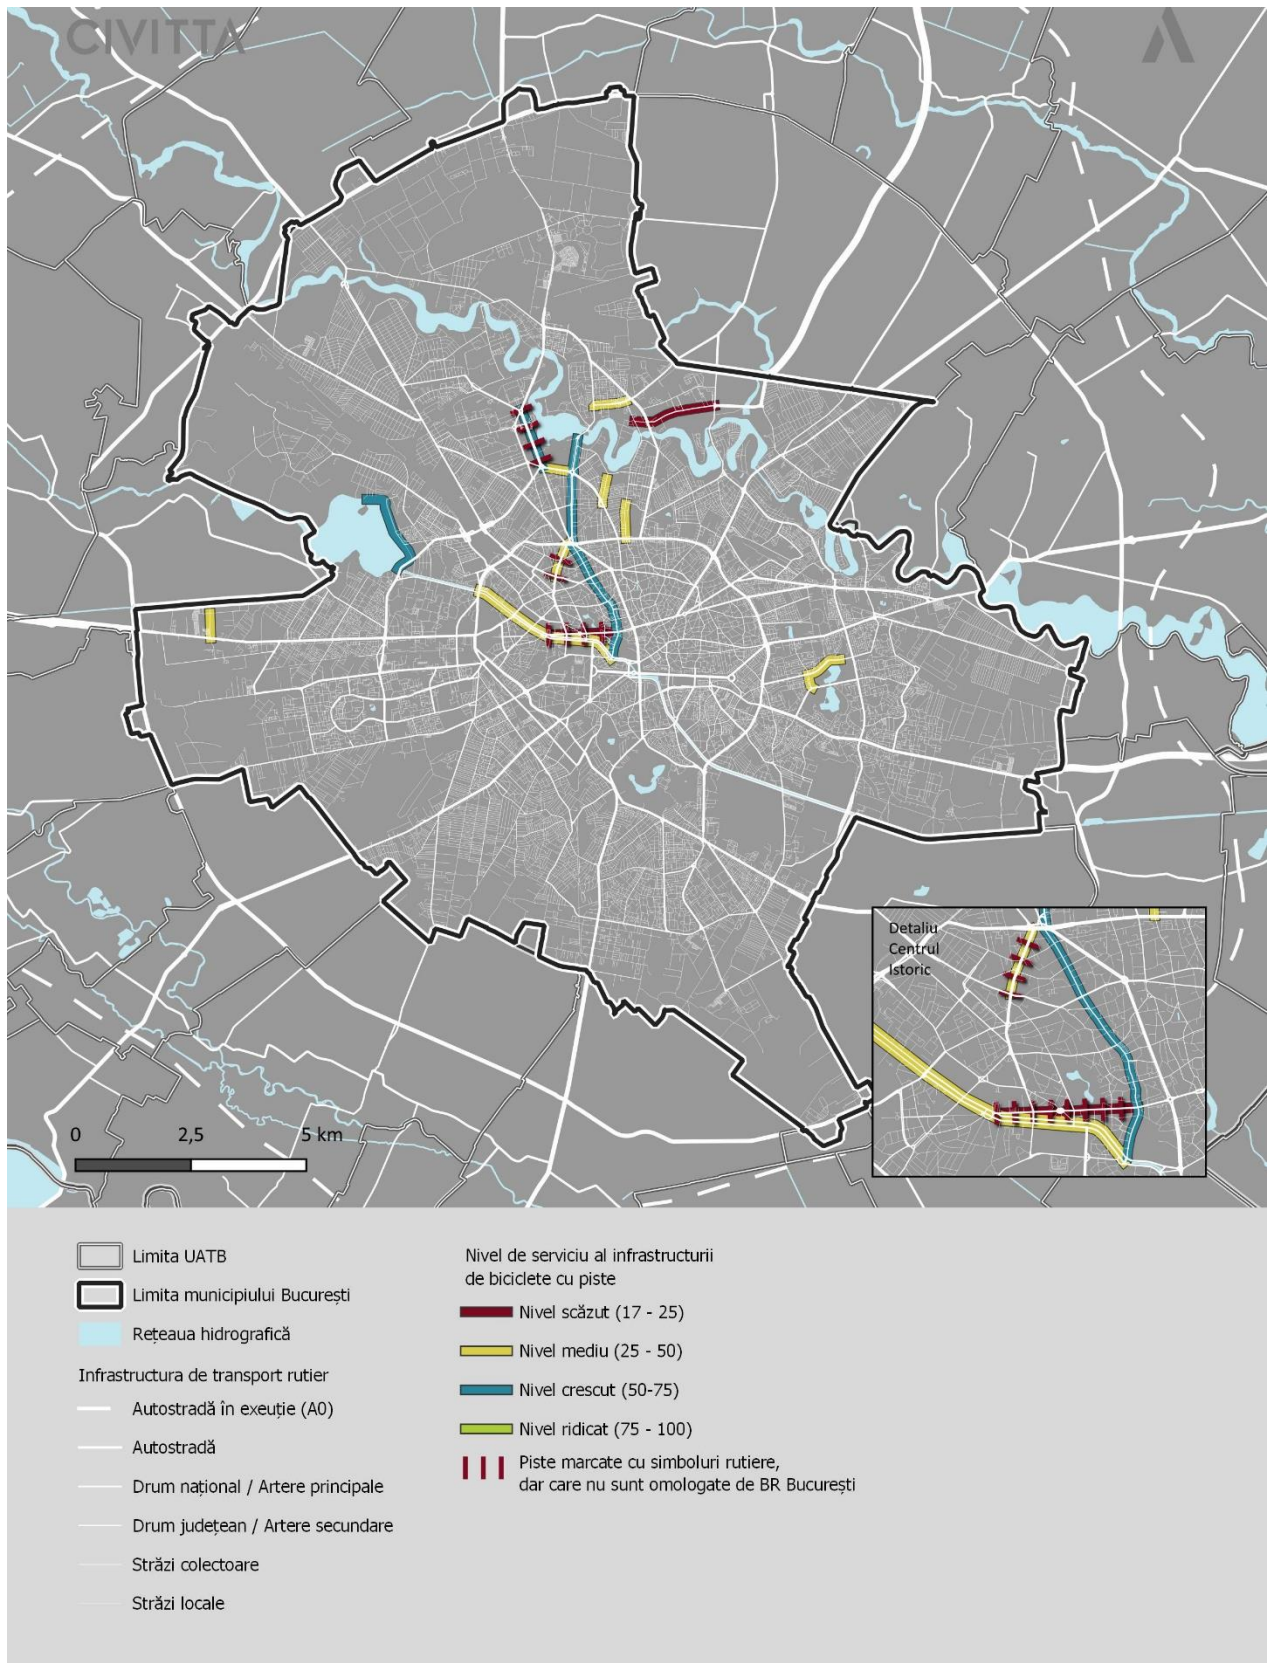 CIVITTA
Detaliu
Centrul
Istoric
0 2,5 5 km
Limita UATB
Limita municipiului București
Rețeaua hidrografică
Infrastructura de transport rutier
Autostradă în exeuție (A0)
Autostradă
Drum național / Artere principale
Drum județean / Artere secundare
Străzi colectoare
Străzi locale
Nivel de serviciu al infrastructurii
de biciclete cu piste
Nivel scăzut (17 - 25)
Nivel mediu (25 - 50)
Nivel crescut (50-75)
Nivel ridicat (75 - 100)
Piste marcate cu simboluri rutiere,
dar care nu sunt omologate de BR București